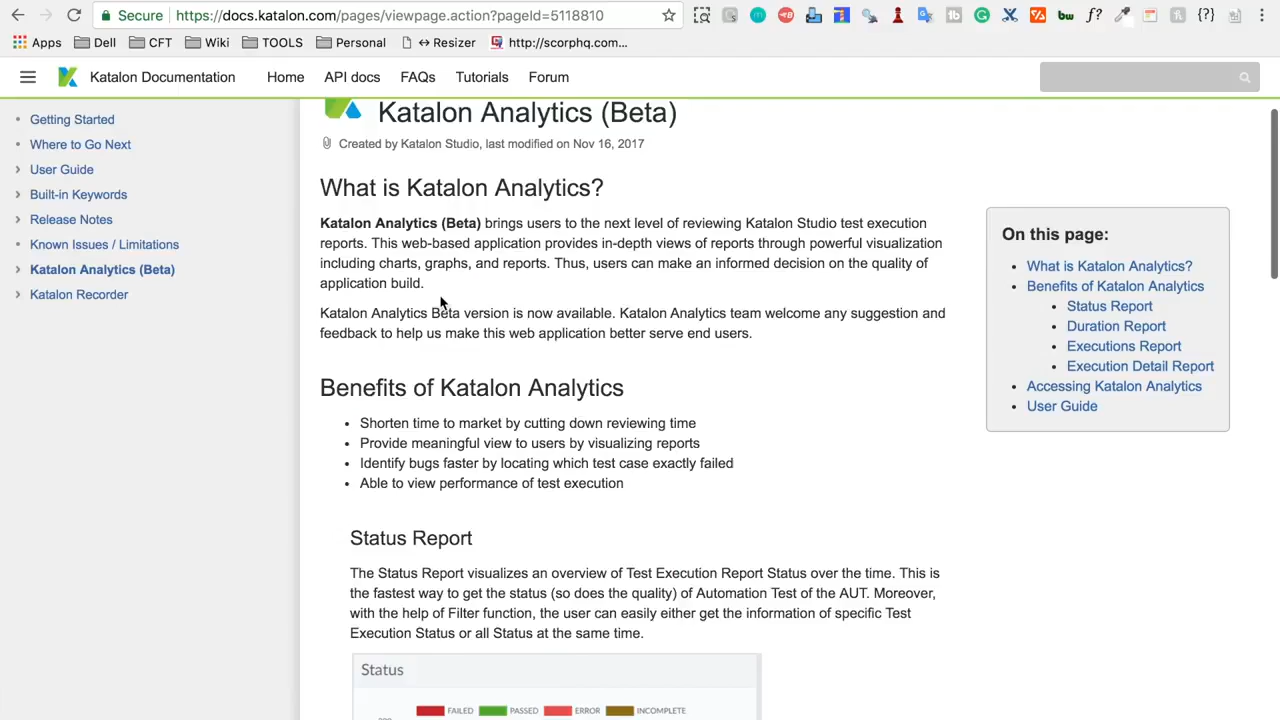 Secure https://docs.katalon.com/pages/viewpage.action?pageId=5118810
Apps Dell CFT Wiki TOOLS Personal ↔ Resizer http://scorphq.com...
Katalon Documentation Home API docs FAQs Tutorials Forum
Getting Started
Where to Go Next
User Guide
Built-in Keywords
Release Notes
Known Issues / Limitations
Katalon Analytics (Beta)
Katalon Recorder
Katalon Analytics (Beta)
Created by Katalon Studio, last modified on Nov 16, 2017
What is Katalon Analytics?
Katalon Analytics (Beta) brings users to the next level of reviewing Katalon Studio test execution
reports. This web-based application provides in-depth views of reports through powerful visualization
including charts, graphs, and reports. Thus, users can make an informed decision on the quality of
application build.
Katalon Analytics Beta version is now available. Katalon Analytics team welcome any suggestion and
feedback to help us make this web application better serve end users.
Benefits of Katalon Analytics
Shorten time to market by cutting down reviewing time
Provide meaningful view to users by visualizing reports
Identify bugs faster by locating which test case exactly failed
Able to view performance of test execution
Status Report
The Status Report visualizes an overview of Test Execution Report Status over the time. This is
the fastest way to get the status (so does the quality) of Automation Test of the AUT. Moreover,
with the help of Filter function, the user can easily either get the information of specific Test
Execution Status or all Status at the same time.
Status
FAILED PASSED ERROR INCOMPLETE
On this page:
What is Katalon Analytics?
Benefits of Katalon Analytics
Status Report
Duration Report
Executions Report
Execution Detail Report
Accessing Katalon Analytics
User Guide